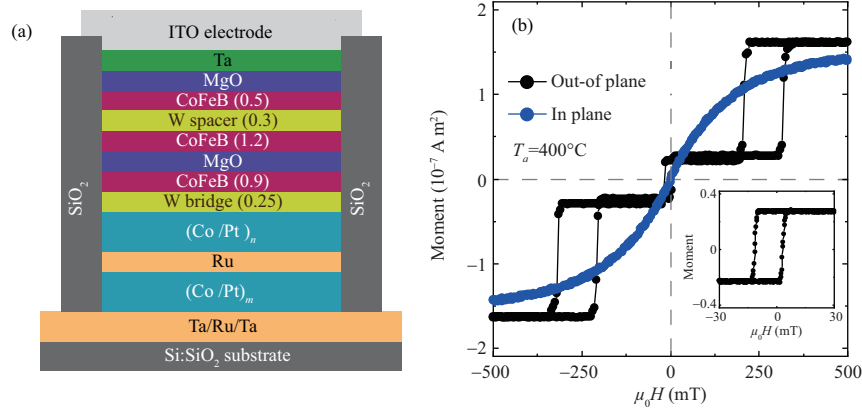 (a)
ITO electrode
Ta
MgO
CoFeB (0.5)
W spacer (0.3)
CoFeB (1.2)
MgO
CoFeB (0.9)
W bridge (0.25)
(Co /Pt )n
Ru
(Co /Pt)m
Ta/Ru/Ta
Si:SiO2 substrate
SiO2
SiO2
(b)
Out-of plane
In plane
Ta=400°C
Moment (10−7 A m2)
2
1
0
−1
−2
−500
−250
0
250
500
μ0H (mT)
Moment
0.4
0
−0.4
−30
0
30
μ0H (mT)